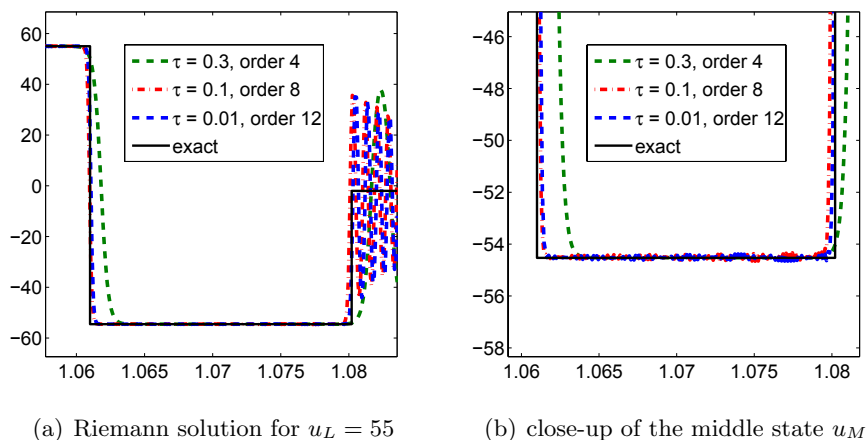 60
40
20
0
−20
−40
−60
1.06
1.065
1.07
1.075
1.08
τ = 0.3, order 4
τ = 0.1, order 8
τ = 0.01, order 12
exact
−46
−48
−50
−52
−54
−56
−58
1.06
1.065
1.07
1.075
1.08
τ = 0.3, order 4
τ = 0.1, order 8
τ = 0.01, order 12
exact
(a) Riemann solution for u_L = 55
(b) close-up of the middle state u_M